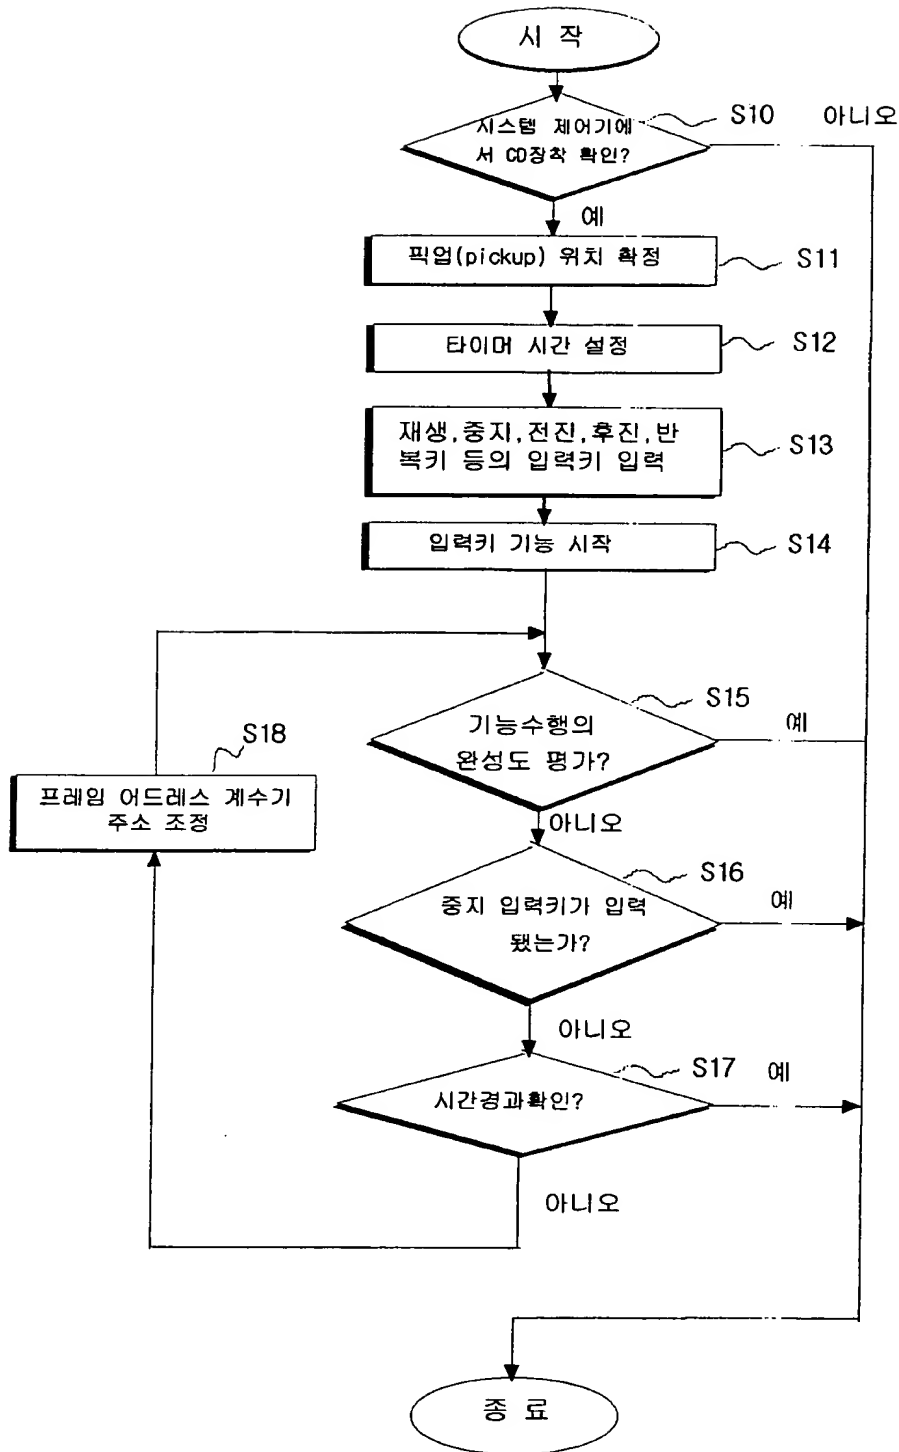 시 작
S10
아니오
시스템 제어기에
서 CD장착 확인?
예
픽업(pickup) 위치 확정
S11
타이머 시간 설정
S12
재생,중지,전진,후진,반
복키 등의 입력키 입력
S13
입력키 기능 시작
S14
S15
기능수행의
완성도 평가?
예
S18
프레임 어드레스 계수기
주소 조정
아니오
S16
중지 입력키가 입력
됐는가?
예
아니오
S17
예
시간경과확인?
아니오
종 료